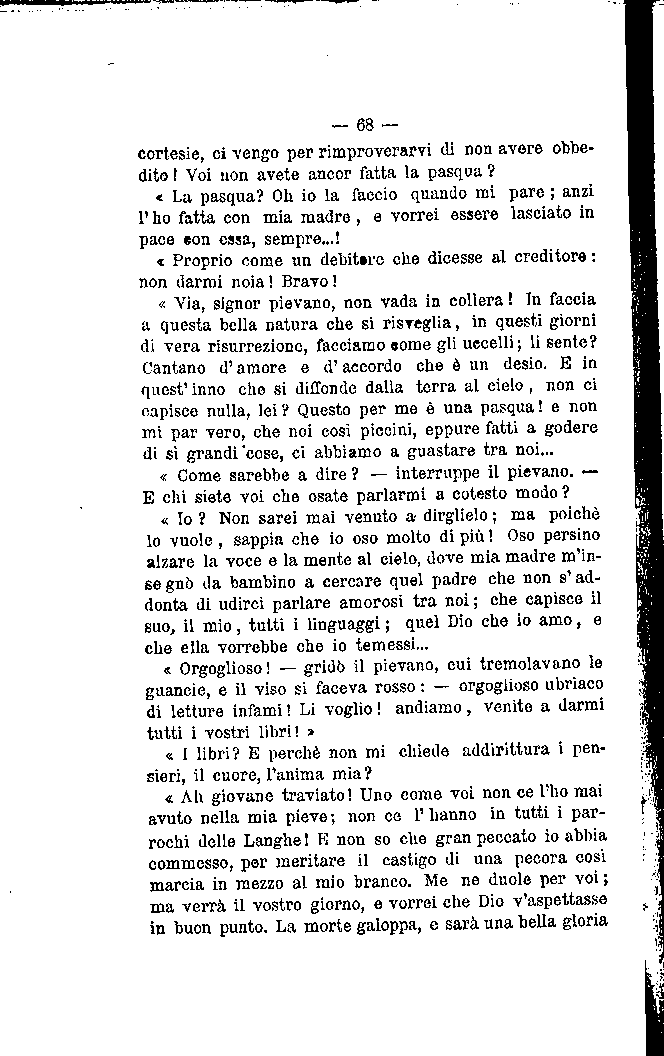 — 68 —
cortesie, ci vengo per rimproverarvi di non avere obbe-
dito! Voi non avete ancor fatta la pasqua?
« La pasqua? Oh io la faccio quando mi pare; anzi
l'ho fatta con mia madre, e vorrei essere lasciato in
pace con essa, sempre...!
« Proprio come un debitore che dicesse al creditore:
non darmi noia! Bravo!
« Via, signor pievano, non vada in collera! In faccia
a questa bella natura che si risveglia, in questi giorni
di vera risurrezione, facciamo come gli uccelli; li sente?
Cantano d'amore e d'accordo che è un desio. E in
quest'inno che si diffonde dalla terra al cielo, non ci
capisce nulla, lei? Questo per me è una pasqua! e non
mi par vero, che noi così piccini, eppure fatti a godere
di sì grandi cose, ci abbiamo a guastare tra noi...
« Come sarebbe a dire? — interruppe il pievano. —
E chi siete voi che osate parlarmi a cotesto modo?
« Io? Non sarei mai venuto a dirglielo; ma poichè
lo vuole, sappia che io oso molto di più! Oso persino
alzare la voce e la mente al cielo, dove mia madre m'in-
segnò da bambino a cercare quel padre che non s'ad-
donta di udirci parlare amorosi tra noi; che capisce il
suo, il mio, tutti i linguaggi; quel Dio che io amo, e
che ella vorrebbe che io temessi...
« Orgoglioso! — gridò il pievano, cui tremolavano le
guancie, e il viso si faceva rosso: — orgoglioso ubriaco
di letture infami! Li voglio! andiamo, venite a darmi
tutti i vostri libri! »
« I libri? E perchè non mi chiede addirittura i pen-
sieri, il cuore, l'anima mia?
« Ah giovane traviato! Uno come voi non ce l'ho mai
avuto nella mia pieve; non ce l'hanno in tutti i par-
rochi delle Langhe! E non so che gran peccato io abbia
commesso, per meritare il castigo di una pecora così
marcia in mezzo al mio branco. Me ne duole per voi;
ma verrà il vostro giorno, e vorrei che Dio v'aspettasse
in buon punto. La morte galoppa, e sarà una bella gloria